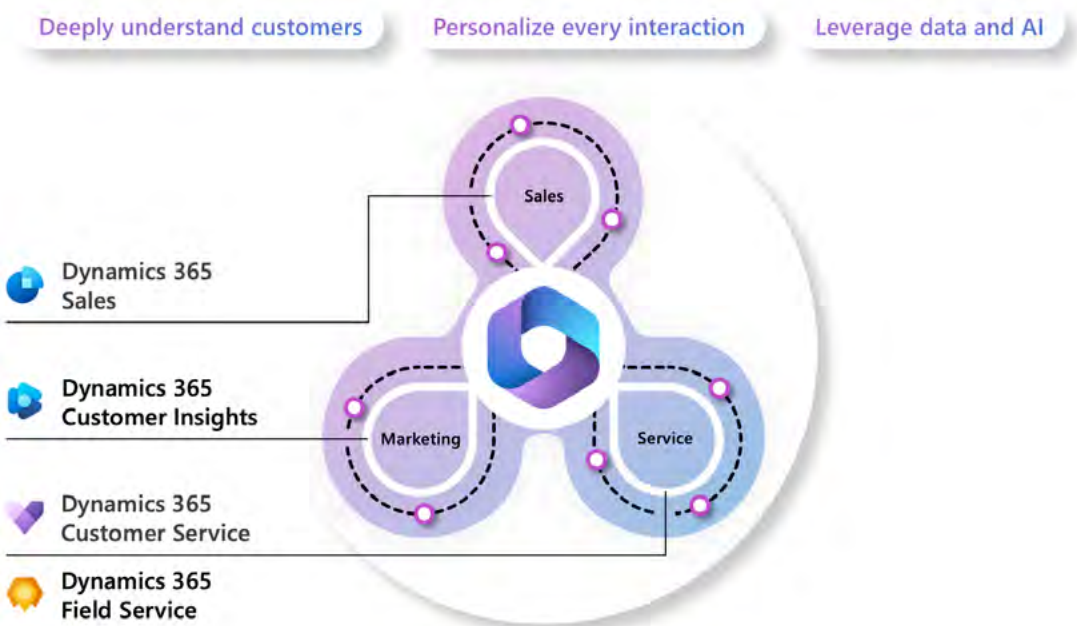 Deeply understand customers
Personalize every interaction
Leverage data and AI
Sales
Dynamics 365
Sales
Dynamics 365
Customer Insights
Marketing
Service
Dynamics 365
Customer Service
Dynamics 365
Field Service